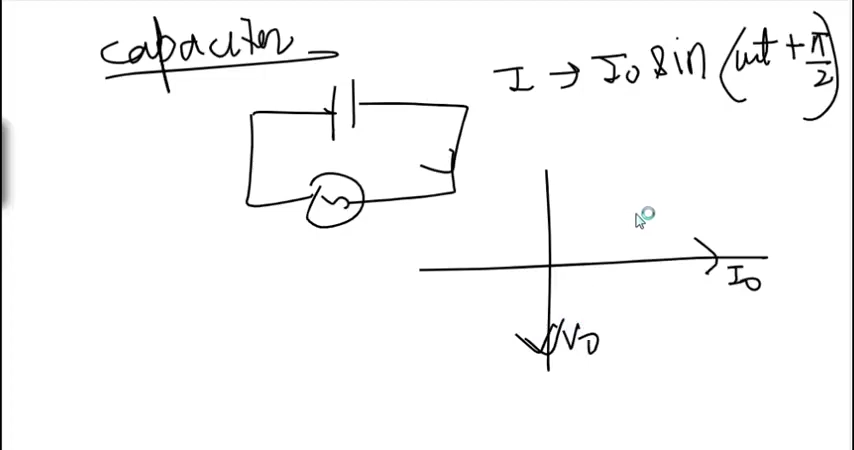 capacitor
I → I₀ sin (ωt + π/2)
I₀
V₀